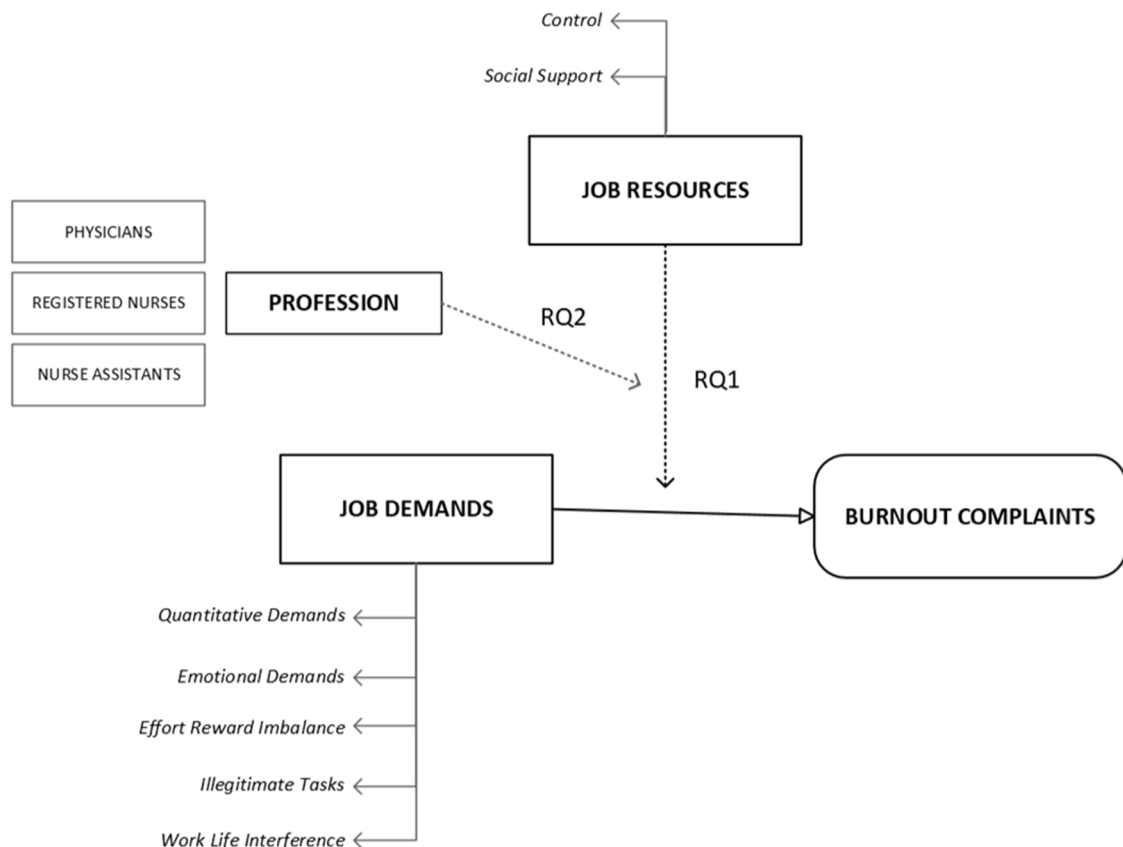 Control
Social Support
JOB RESOURCES
PHYSICIANS
REGISTERED NURSES
PROFESSION
NURSE ASSISTANTS
RQ2
RQ1
JOB DEMANDS
BURNOUT COMPLAINTS
Quantitative Demands
Emotional Demands
Effort Reward Imbalance
Illegitimate Tasks
Work Life Interference